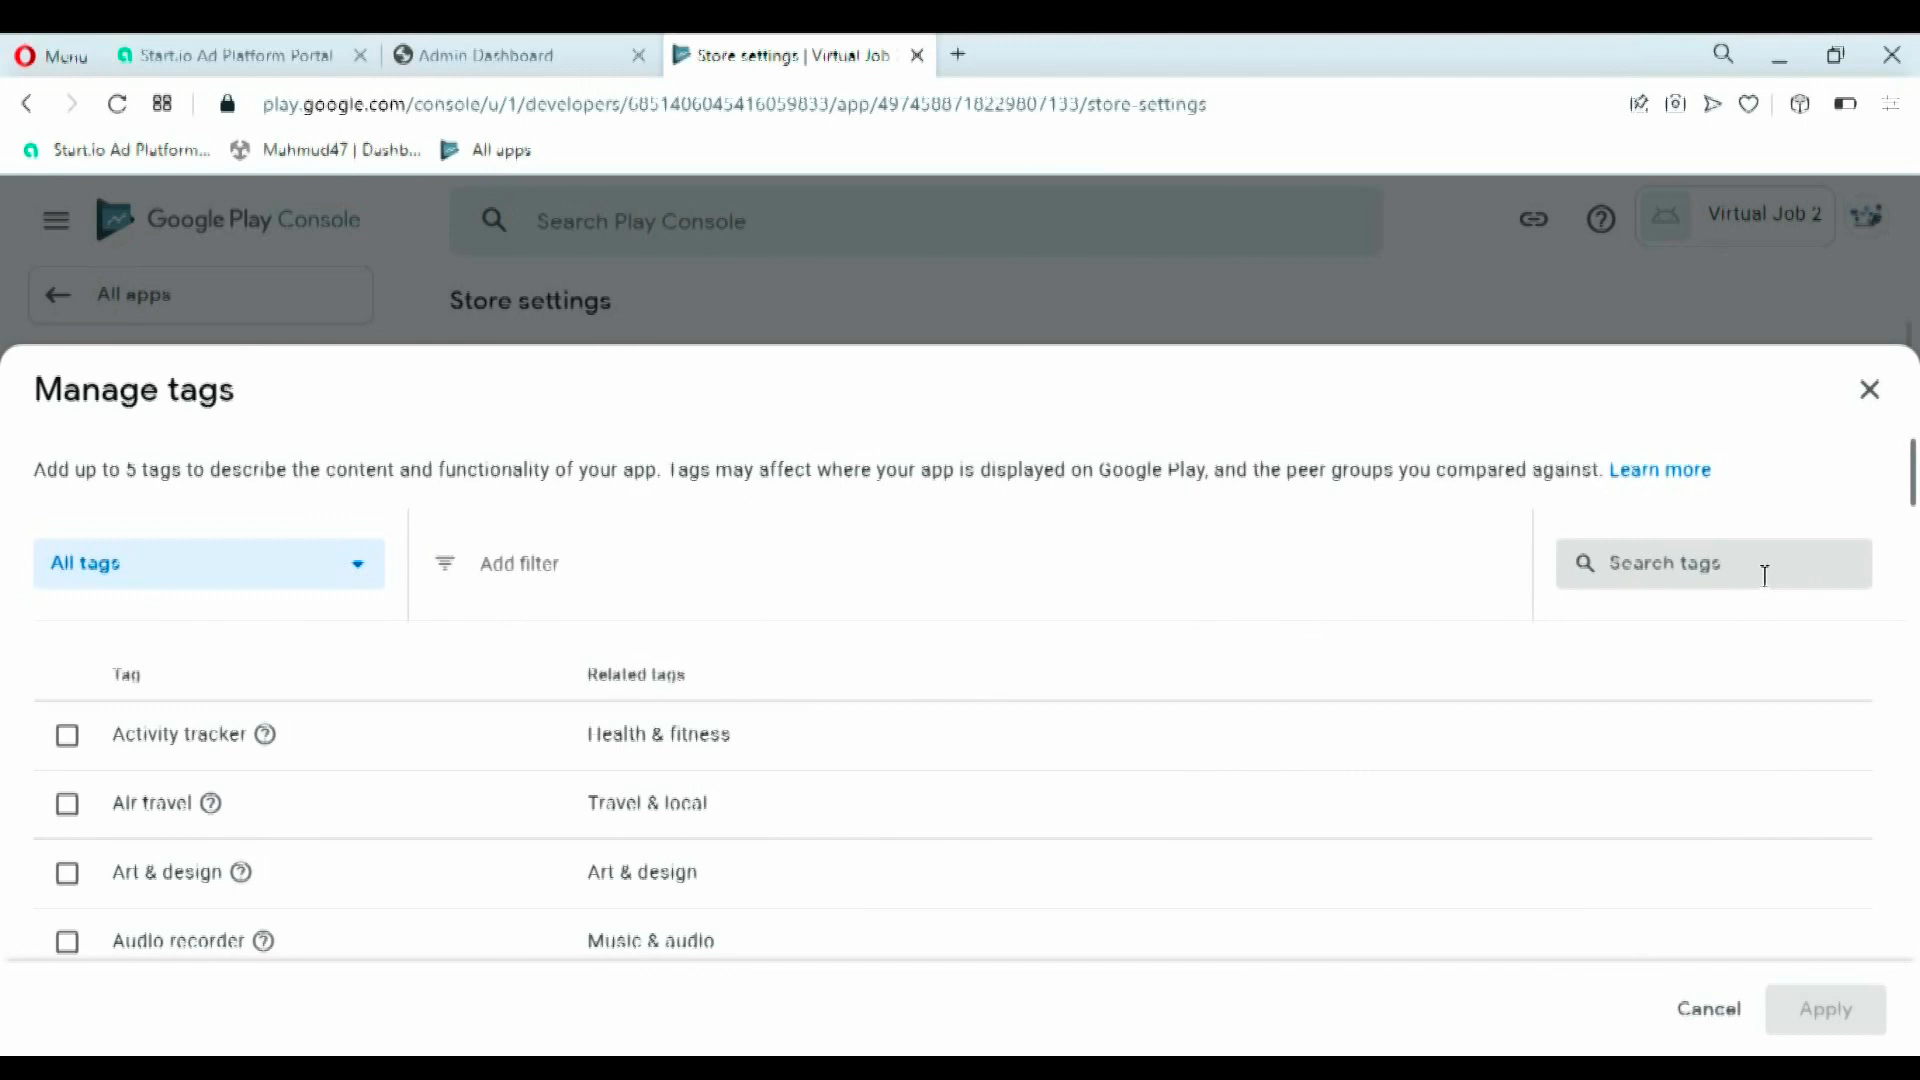 Menu
Start.io Ad Platform Portal
Admin Dashboard
Store settings | Virtual Job
play.google.com/console/u/1/developers/6851406045416059833/app/4974588718229807133/store-settings
Start.io Ad Platform...
Mahmud47 | Dashb...
All apps
Google Play Console
Search Play Console
Virtual Job 2
All apps
Store settings
Manage tags
Add up to 5 tags to describe the content and functionality of your app. Tags may affect where your app is displayed on Google Play, and the peer groups you compared against. Learn more
All tags
Add filter
Search tags
Tag
Related tags
Activity tracker
Health & fitness
Air travel
Travel & local
Art & design
Art & design
Audio recorder
Music & audio
Cancel
Apply